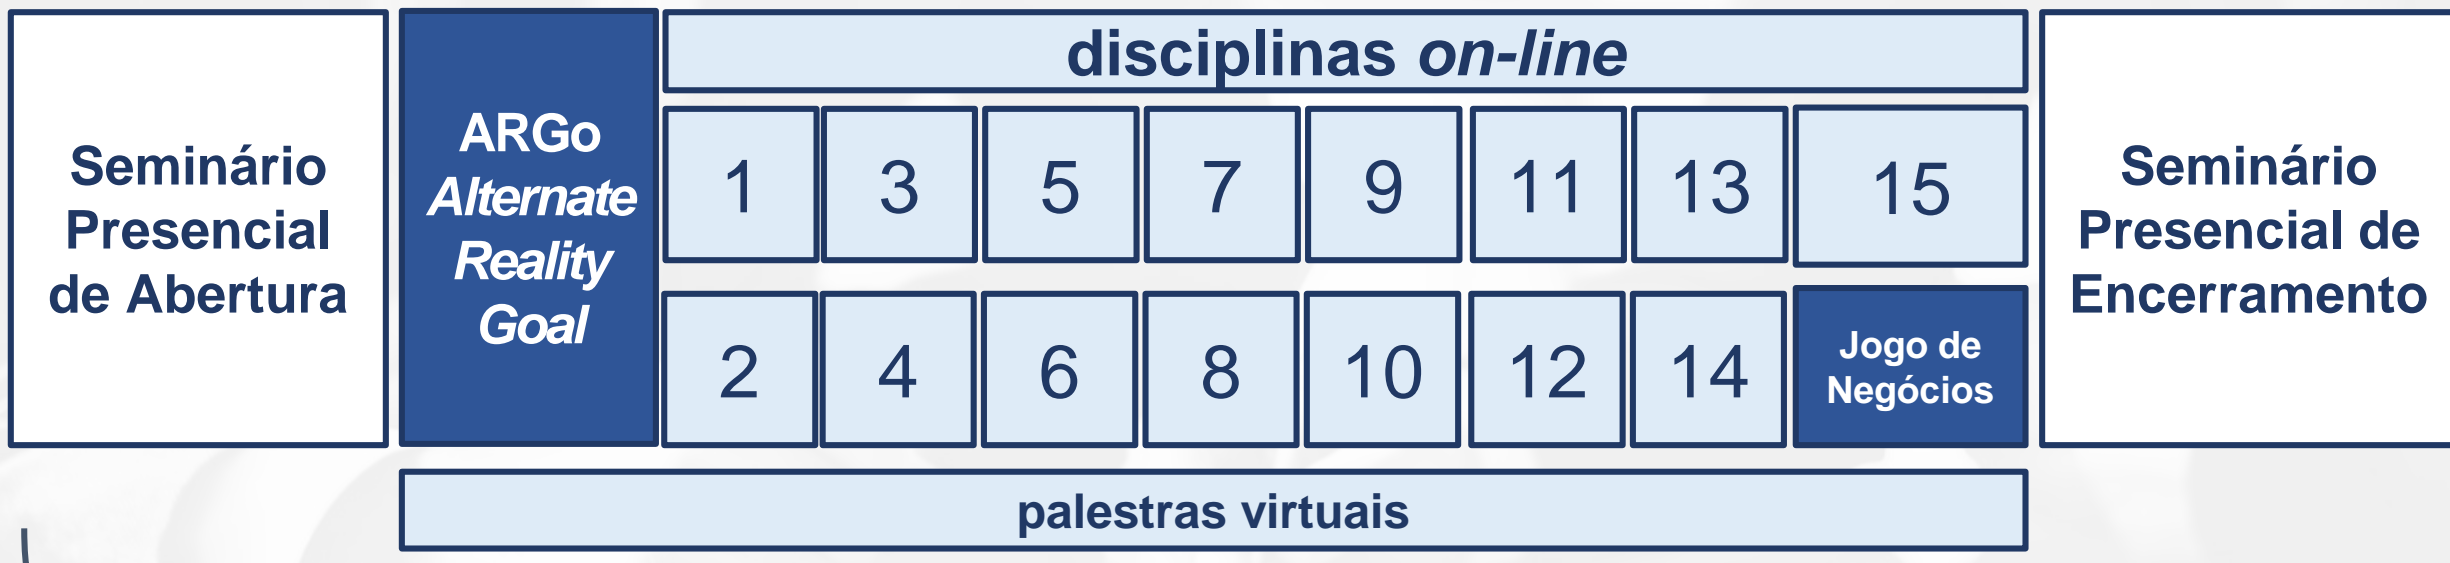 Seminário
Presencial
de Abertura
ARGo
Alternate
Reality
Goal
disciplinas on-line
1 3 5 7 9 11 13 15
2 4 6 8 10 12 14
Jogo de
Negócios
palestras virtuais
Seminário
Presencial de
Encerramento